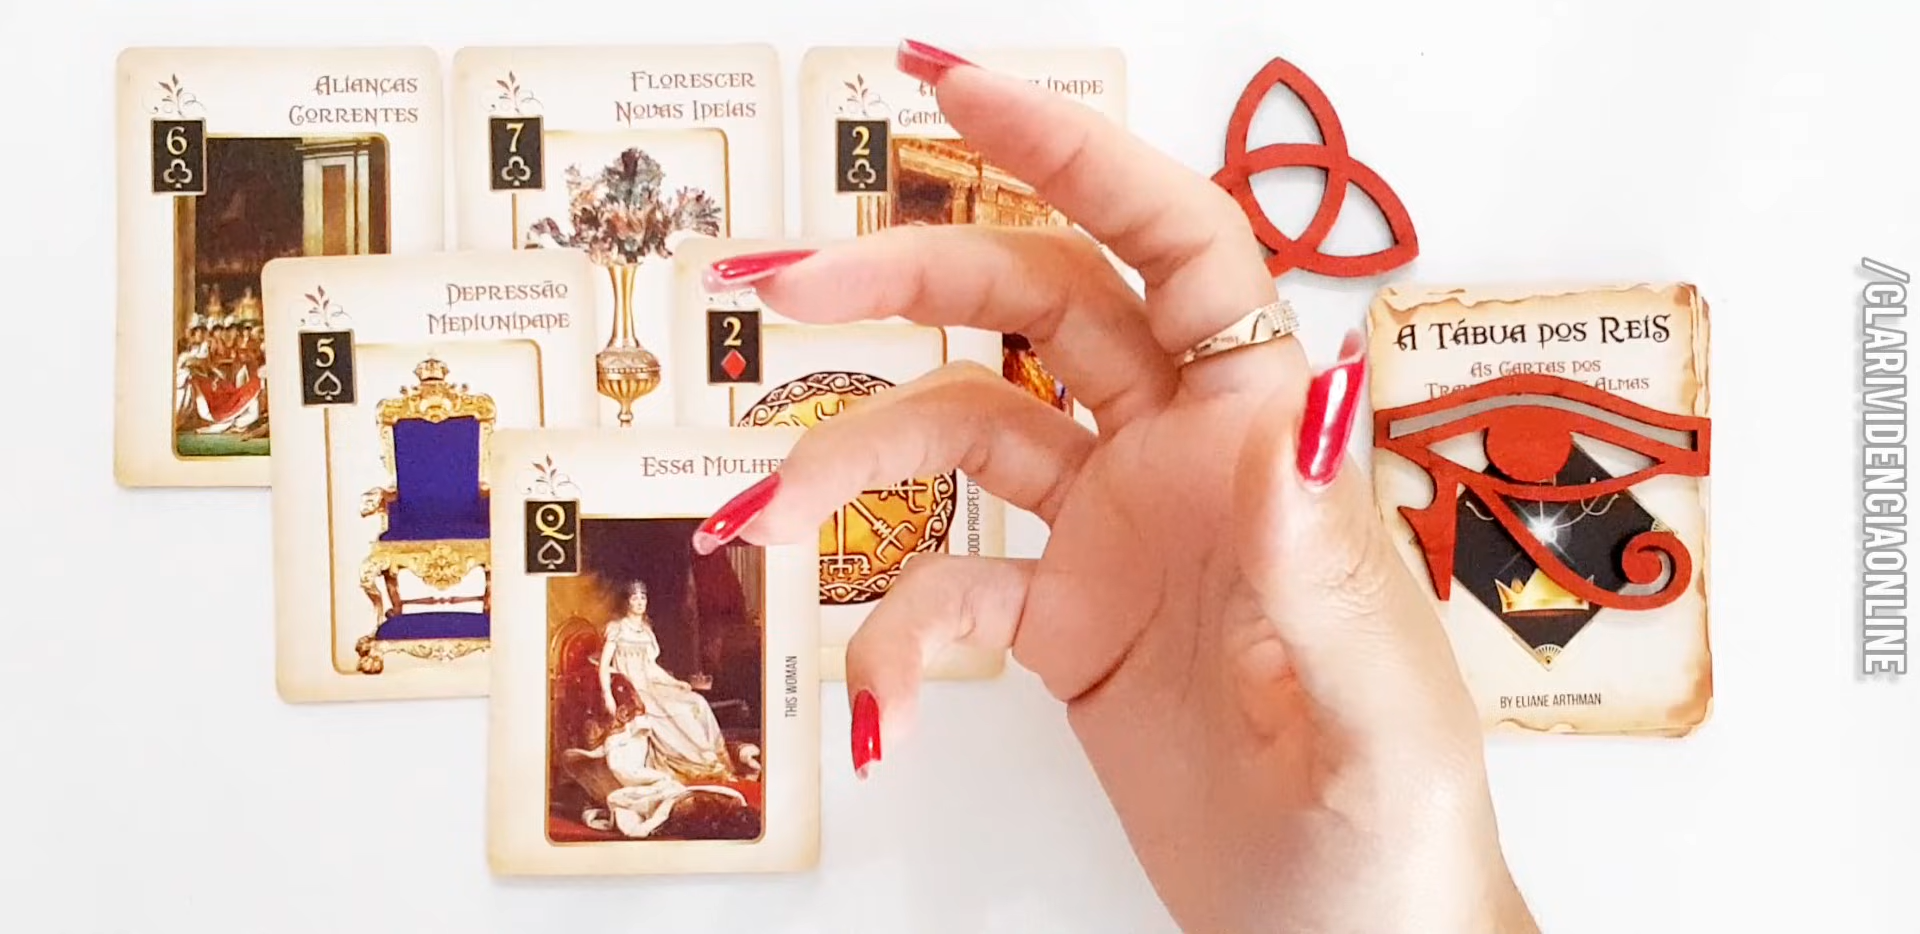 6
Alianças
Correntes
7
Florescer
Novas Ideias
2
5
Depressão
Mediunidade
2
Q
Essa Mulher
THIS WOMAN
A Tábua dos Reis
As Cartas dos
Almas
BY ELIANE ARTHMAN
/CLARIVIDENCIAONLINE